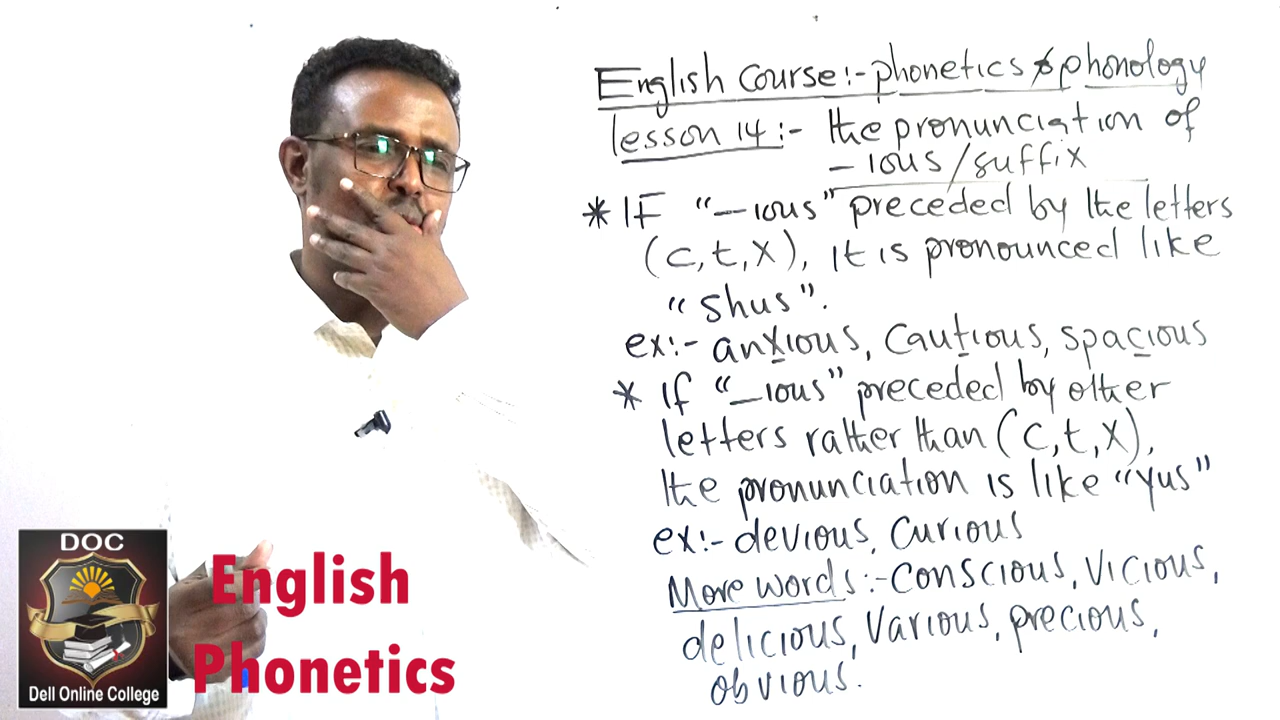 English Course:- phonetics & phonology
lesson 14:- the pronunciation of
-ious/suffix
* IF "-ious" preceded by the letters
(c, t, x), it is pronounced like
"shus".
ex:- anxious, cautious, spacious
* If "-ious" preceded by other
letters rather than (c, t, x),
the pronunciation is like "yus"
ex:- devious, curious
More words:- conscious, vicious,
delicious, various, precious,
obvious.
DOC
Dell Online College
English
Phonetics